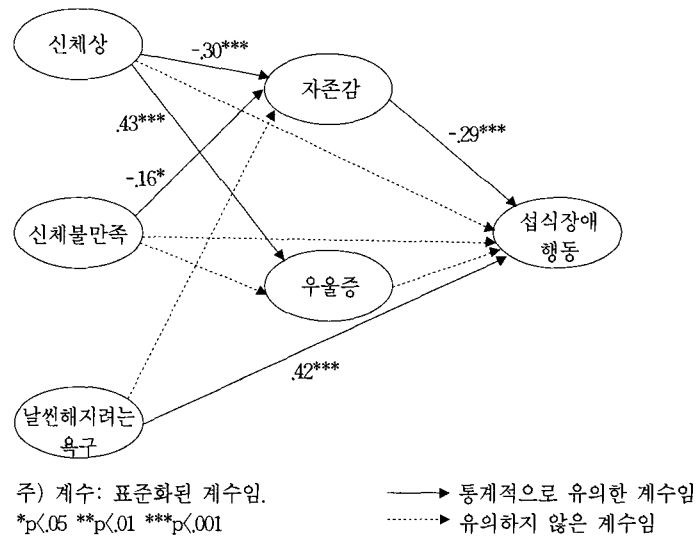 신체상
-.30***
자존감
.43***
-.29***
-.16*
신체불만족
섭식장애
행동
우울증
.42***
날씬해지려는
욕구
주) 계수: 표준화된 계수임.
*p<.05 **p<.01 ***p<.001
통계적으로 유의한 계수임
유의하지 않은 계수임